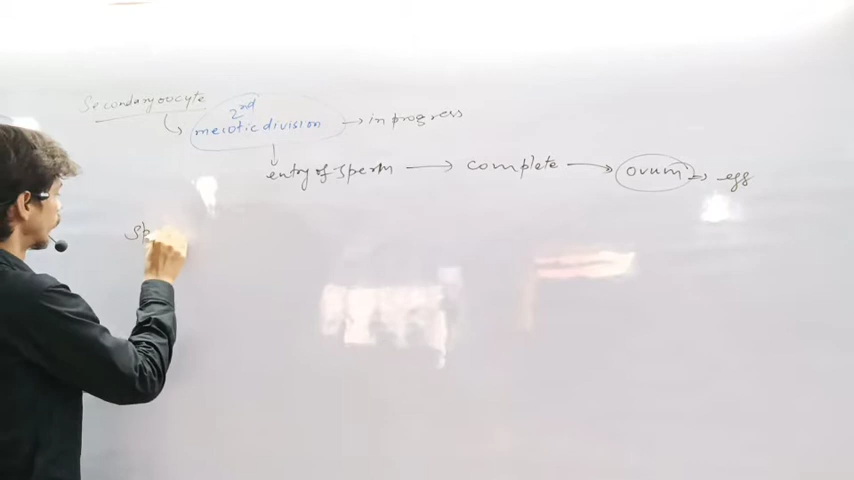 Secondary oocyte
2nd
meiotic division → in progress
entry of sperm → complete → ovum → egg
Sp